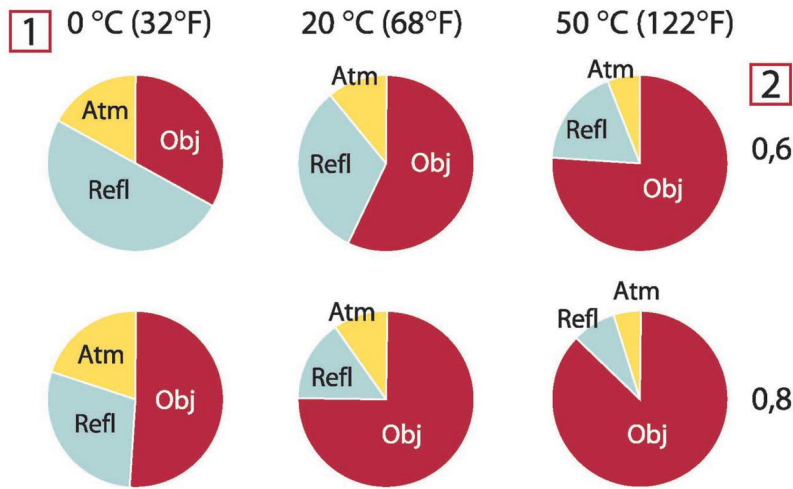 1 0 °C (32°F) 20 °C (68°F) 50 °C (122°F)
2
Atm Obj Refl
Atm Refl Obj
Atm Refl Obj
0,6
Atm Refl Obj
Atm Refl Obj
Atm Refl Obj
0,8